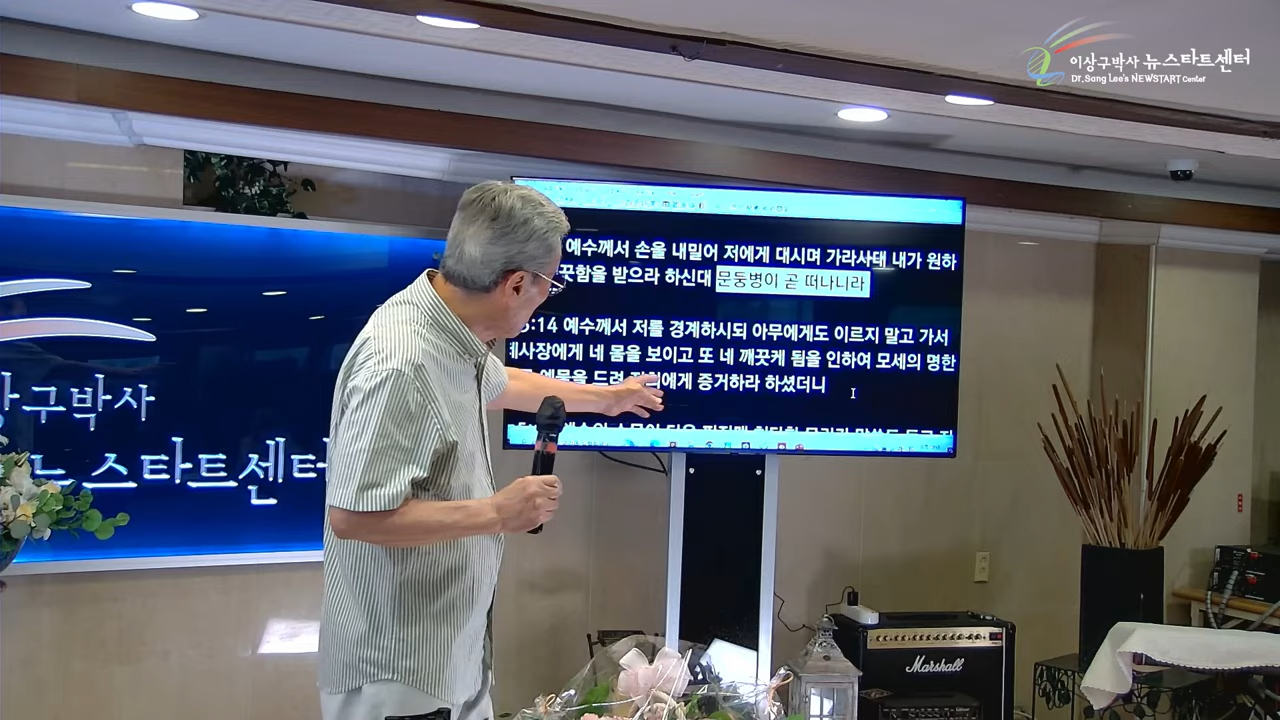 이상구박사 뉴스타트센터
Dr. Sang Lee's NEWSTART Center
예수께서 손을 내밀어 저에게 대시며 가라사대 내가 원하
함을 받으라 하신대 문둥병이 곧 떠나니라
:14 예수께서 저를 경계하시되 아무에게도 이르지 말고 가서
제사장에게 네 몸을 보이고 또 네 깨끗케 됨을 인하여 모세의 명한
예물을 드려 저희에게 증거하라 하셨더니
상구박사
뉴스타트센터
Marshall